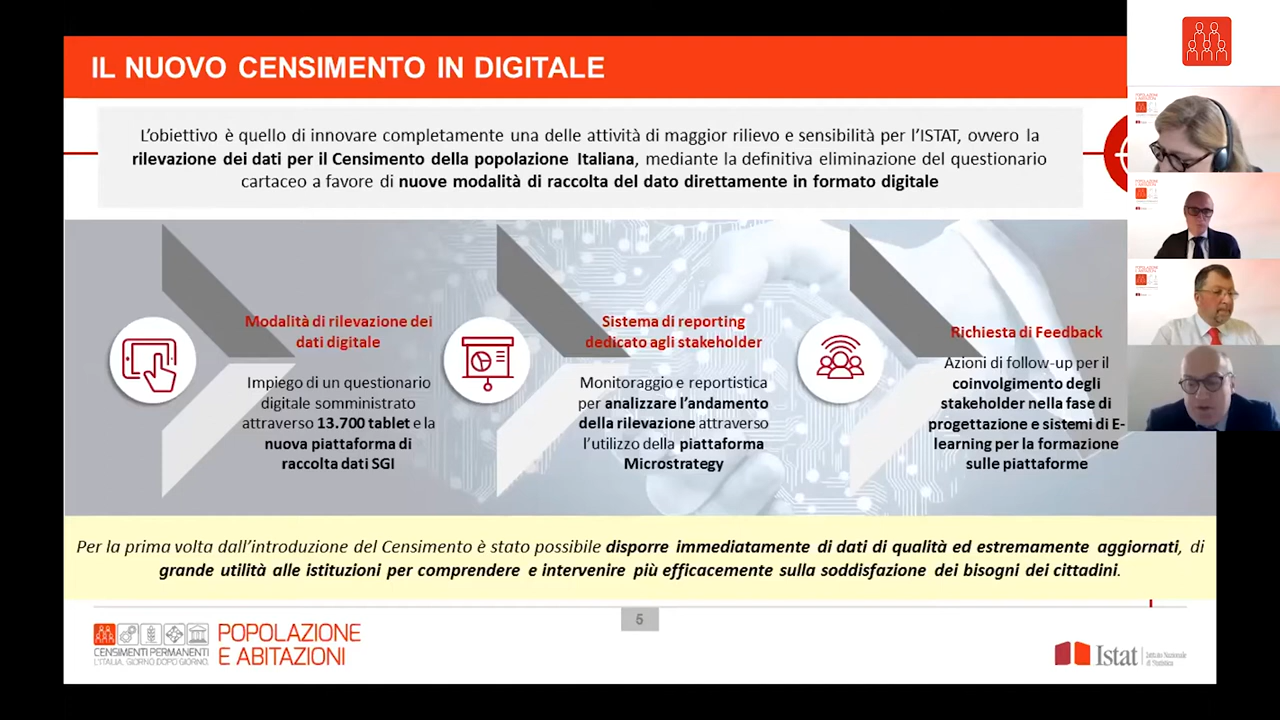 IL NUOVO CENSIMENTO IN DIGITALE
L'obiettivo è quello di innovare completamente una delle attività di maggior rilievo e sensibilità per l'ISTAT, ovvero la
rilevazione dei dati per il Censimento della popolazione Italiana, mediante la definitiva eliminazione del questionario
cartaceo a favore di nuove modalità di raccolta del dato direttamente in formato digitale
Modalità di rilevazione dei
dati digitale
Impiego di un questionario
digitale somministrato
attraverso 13.700 tablet e la
nuova piattaforma di
raccolta dati SGI
Sistema di reporting
dedicato agli stakeholder
Monitoraggio e reportistica
per analizzare l'andamento
della rilevazione attraverso
l'utilizzo della piattaforma
Microstrategy
Richiesta di Feedback
Azioni di follow-up per il
coinvolgimento degli
stakeholder nella fase di
progettazione e sistemi di E-
learning per la formazione
sulle piattaforme
Per la prima volta dall'introduzione del Censimento è stato possibile disporre immediatamente di dati di qualità ed estremamente aggiornati, di
grande utilità alle istituzioni per comprendere e intervenire più efficacemente sulla soddisfazione dei bisogni dei cittadini.
5
CENSIMENTI PERMANENTI
L'ITALIA. GIORNO DOPO GIORNO.
POPOLAZIONE
E ABITAZIONI
Istat
Istituto Nazionale
di Statistica